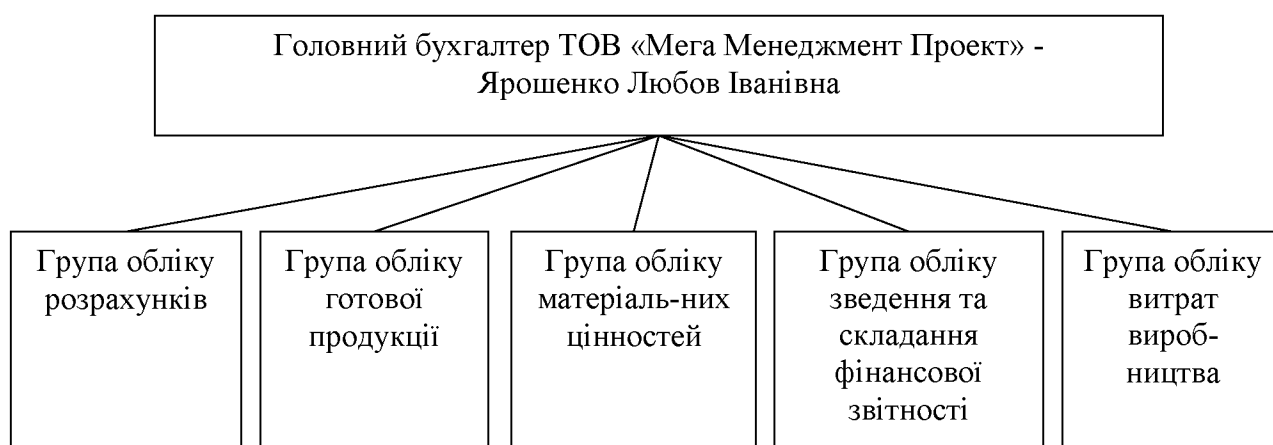 Головний бухгалтер ТОВ «Мега Менеджмент Проект» -
Ярошенко Любов Іванівна
Група обліку
розрахунків
Група обліку
готової
продукції
Група обліку
матеріаль-них
цінностей
Група обліку
зведення та
складання
фінансової
звітності
Група обліку
витрат
вироб-
ництва